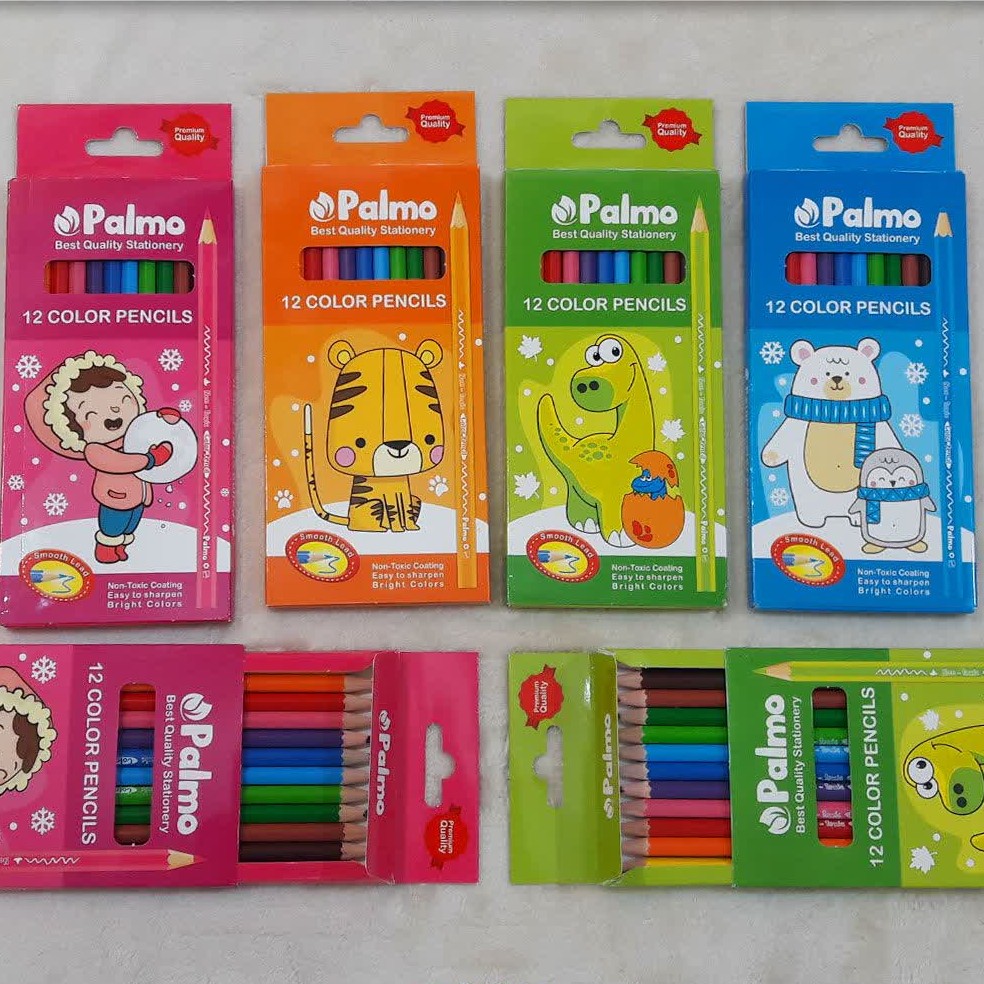 Premium
Quality
Palmo
Best Quality Stationery
12 COLOR PENCILS
Smooth Lead
Non-Toxic Coating
Easy to sharpen
Bright Colors
Palmo
Premium
Quality
Palmo
Best Quality Stationery
12 COLOR PENCILS
Smooth Lead
Non-Toxic Coating
Easy to sharpen
Bright Colors
Palmo
Premium
Quality
Palmo
Best Quality Stationery
12 COLOR PENCILS
Smooth Lead
Non-Toxic Coating
Easy to sharpen
Bright Colors
Palmo
Premium
Quality
Palmo
Best Quality Stationery
12 COLOR PENCILS
Smooth Lead
Non-Toxic Coating
Easy to sharpen
Bright Colors
Palmo
12 COLOR PENCILS
Best Quality Stationery
Palmo
Palmo
Premium
Quality
Premium
Quality
Palmo
Palmo
Best Quality Stationery
12 COLOR PENCILS